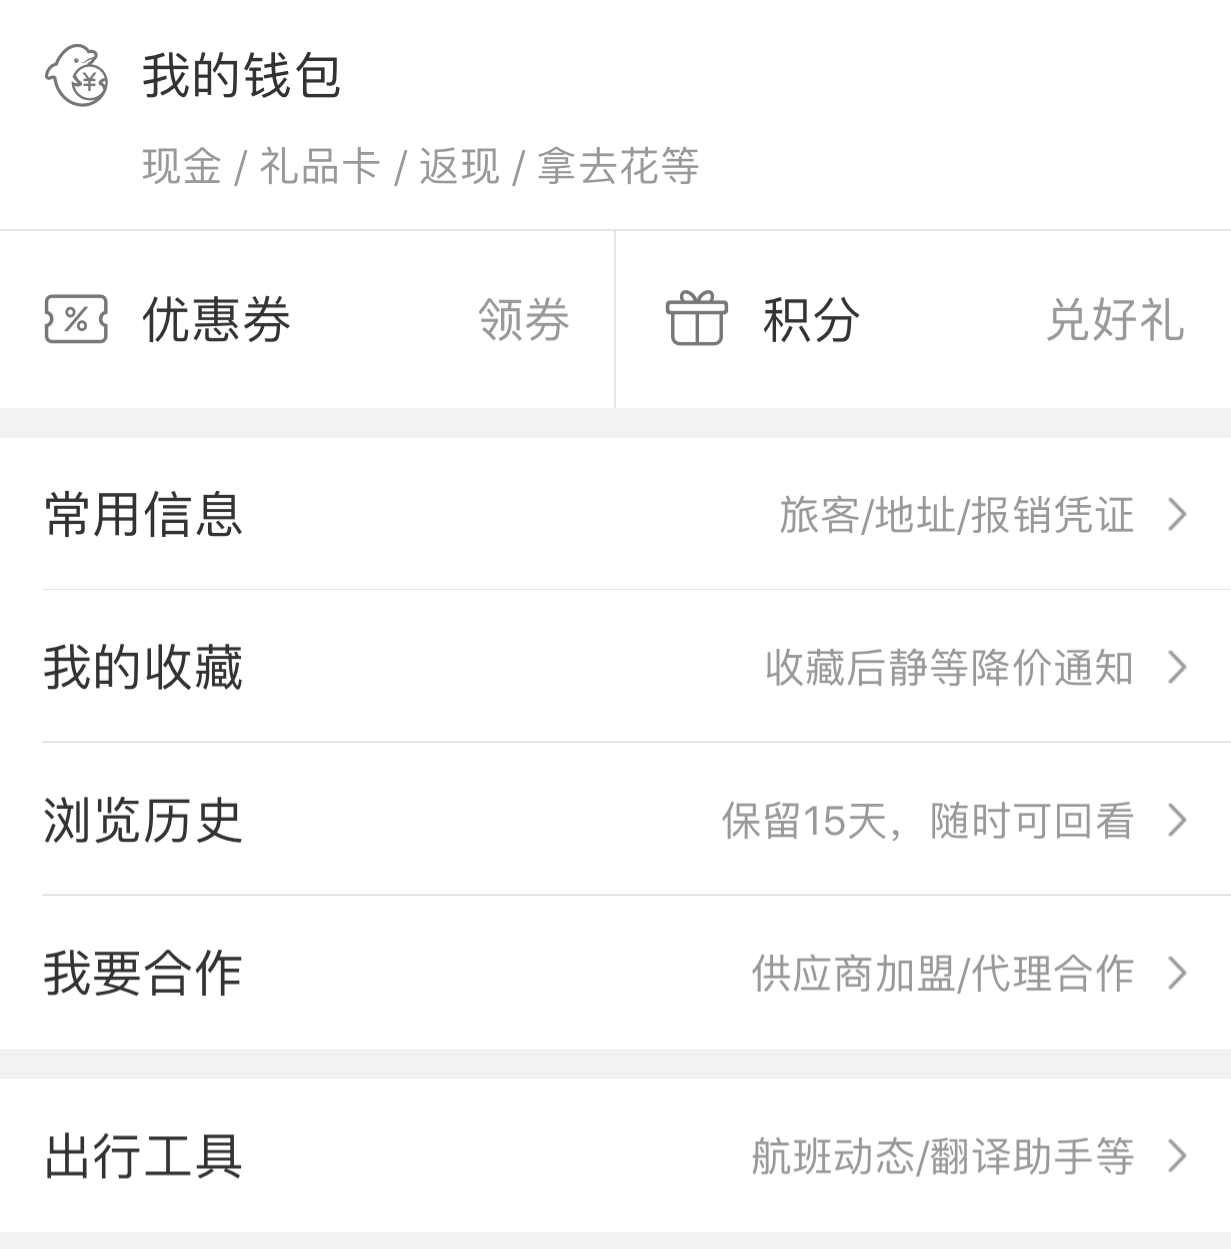 我的钱包
现金 / 礼品卡 / 返现 / 拿去花等
% 优惠券 领券 积分 兑好礼
常用信息 旅客/地址/报销凭证
我的收藏 收藏后静等降价通知
浏览历史 保留15天，随时可回看
我要合作 供应商加盟/代理合作
出行工具 航班动态/翻译助手等